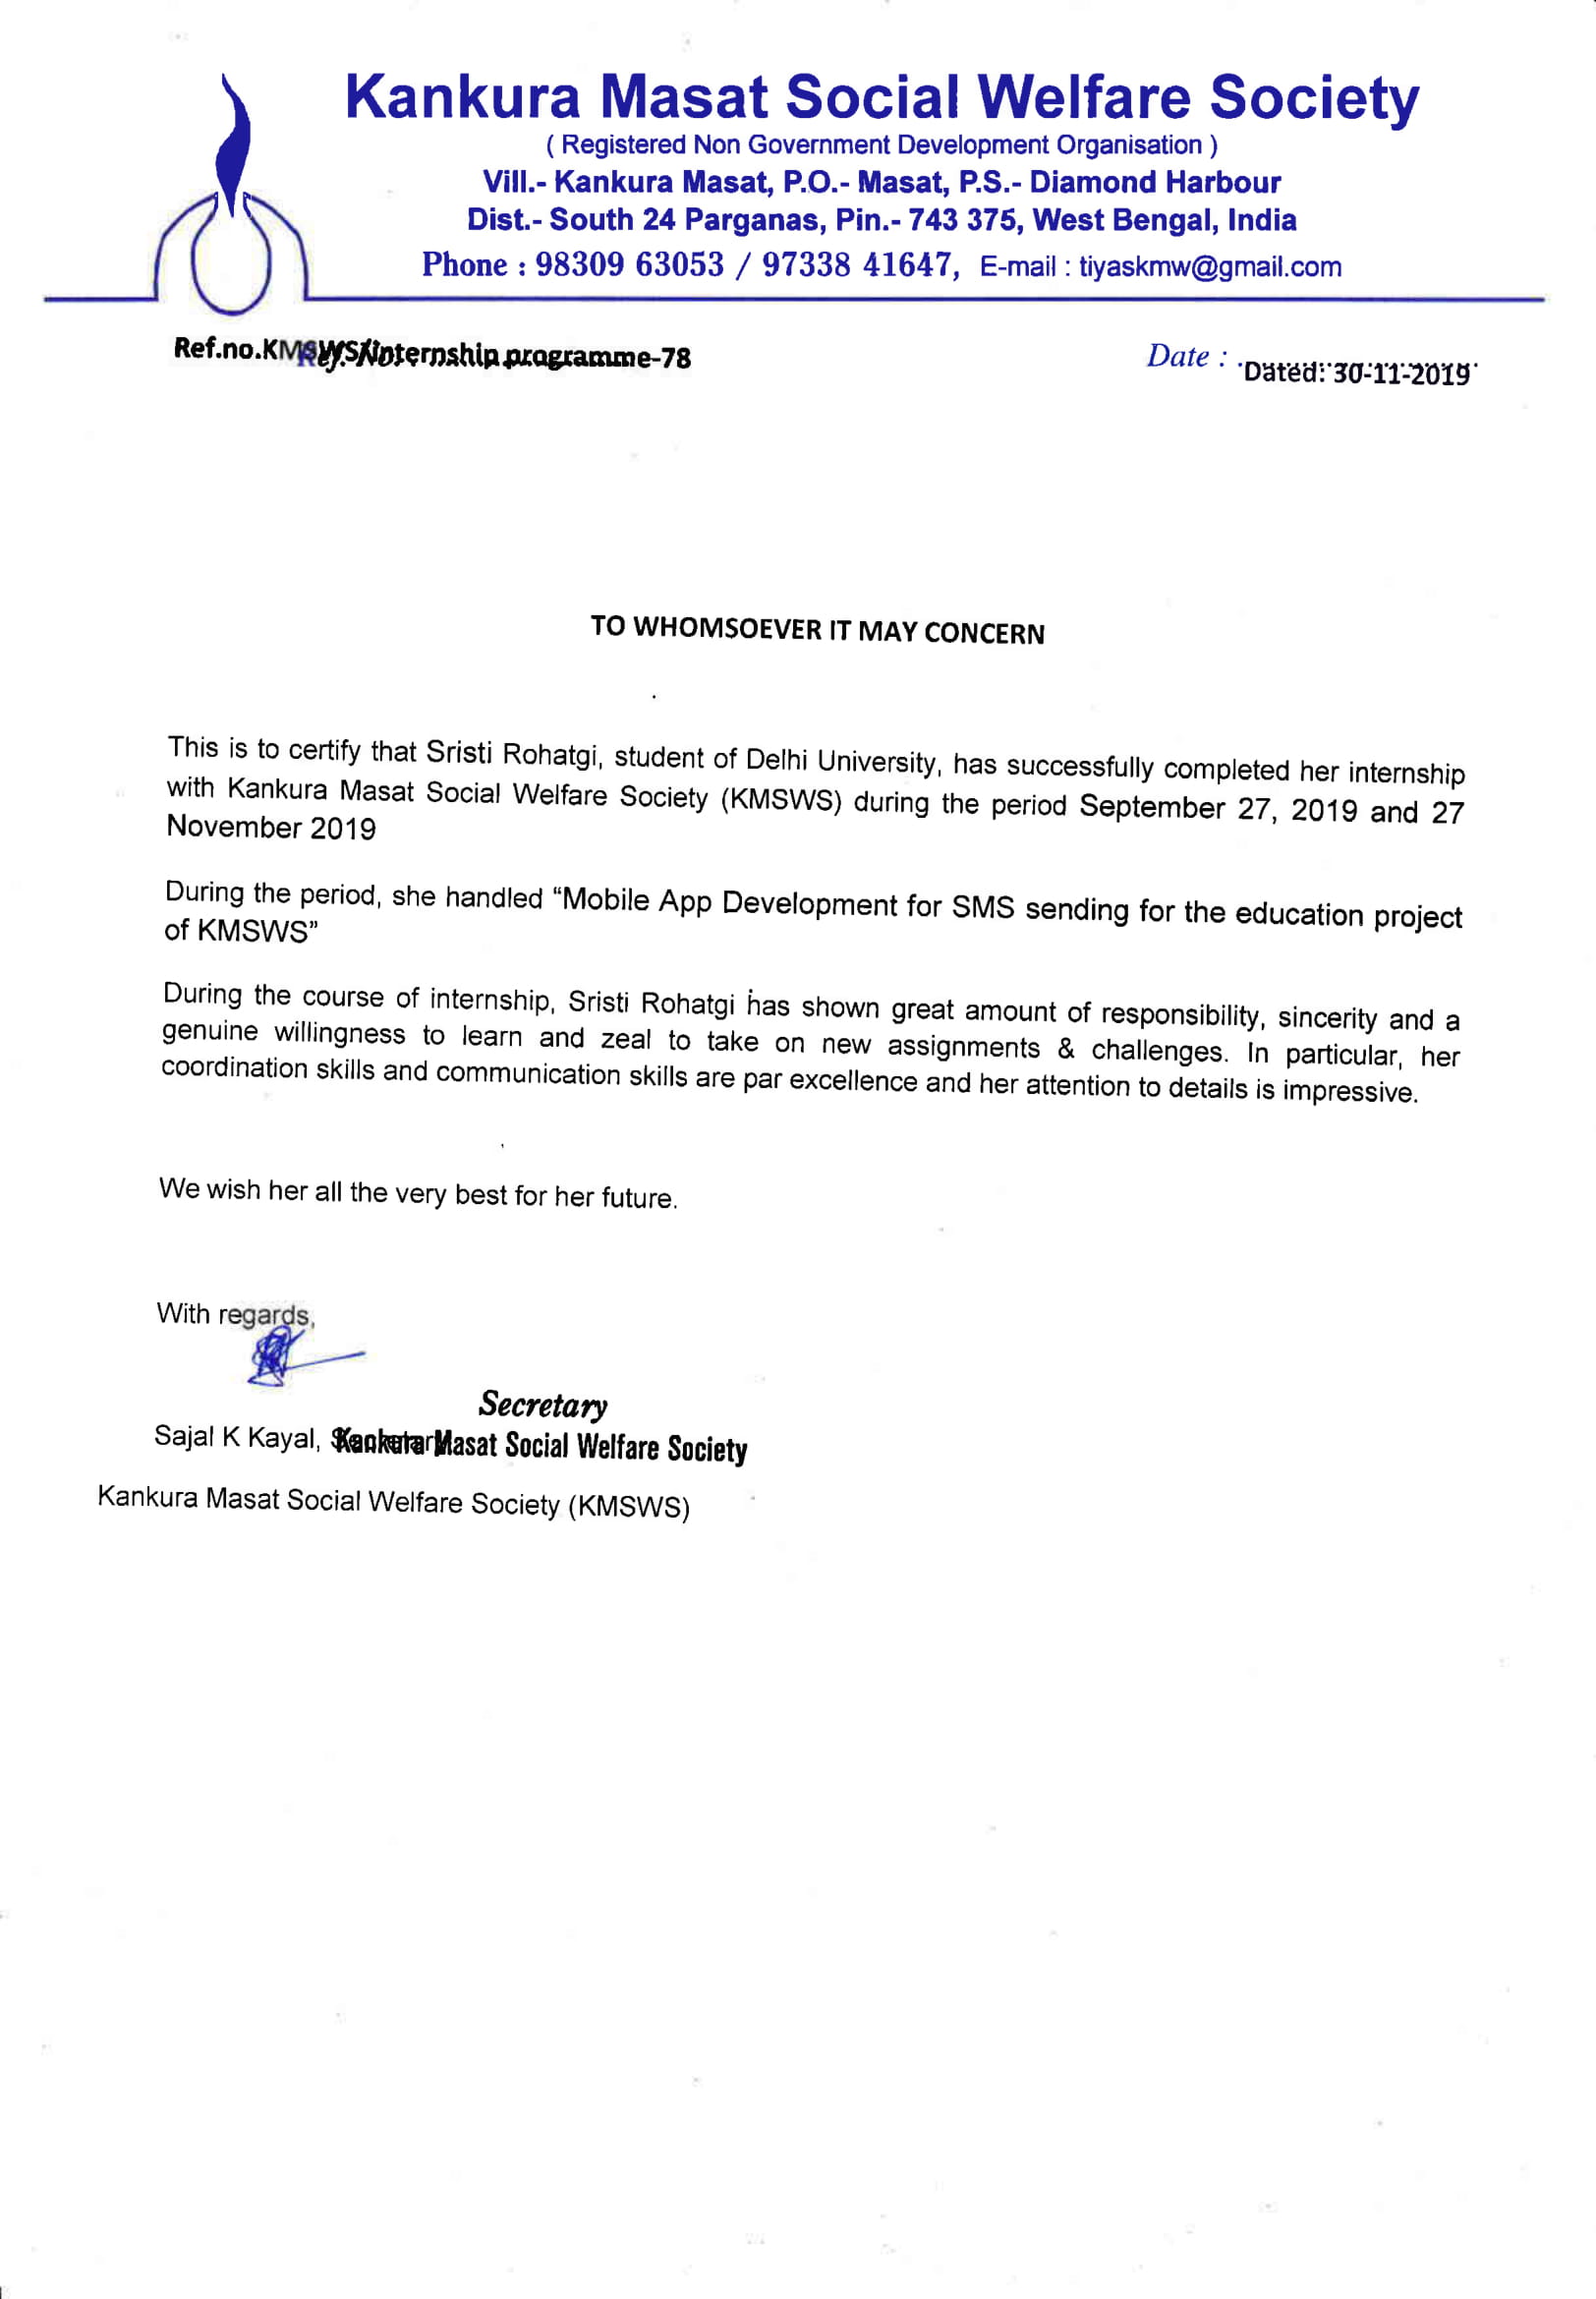 Kankura Masat Social Welfare Society
( Registered Non Government Development Organisation )
Vill.- Kankura Masat, P.O.- Masat, P.S.- Diamond Harbour
Dist.- South 24 Parganas, Pin.- 743 375, West Bengal, India
Phone : 98309 63053 / 97338 41647, E-mail : tiyaskmw@gmail.com
Ref.no.KMSWS/internship programme-78
Date : Dated: 30-11-2019
TO WHOMSOEVER IT MAY CONCERN
This is to certify that Sristi Rohatgi, student of Delhi University, has successfully completed her internship
with Kankura Masat Social Welfare Society (KMSWS) during the period September 27, 2019 and 27
November 2019
During the period, she handled “Mobile App Development for SMS sending for the education project
of KMSWS”
During the course of internship, Sristi Rohatgi has shown great amount of responsibility, sincerity and a
genuine willingness to learn and zeal to take on new assignments & challenges. In particular, her
coordination skills and communication skills are par excellence and her attention to details is impressive.
We wish her all the very best for her future.
With regards,
Secretary
Sajal K Kayal, Kankura Masat Social Welfare Society
Kankura Masat Social Welfare Society (KMSWS)